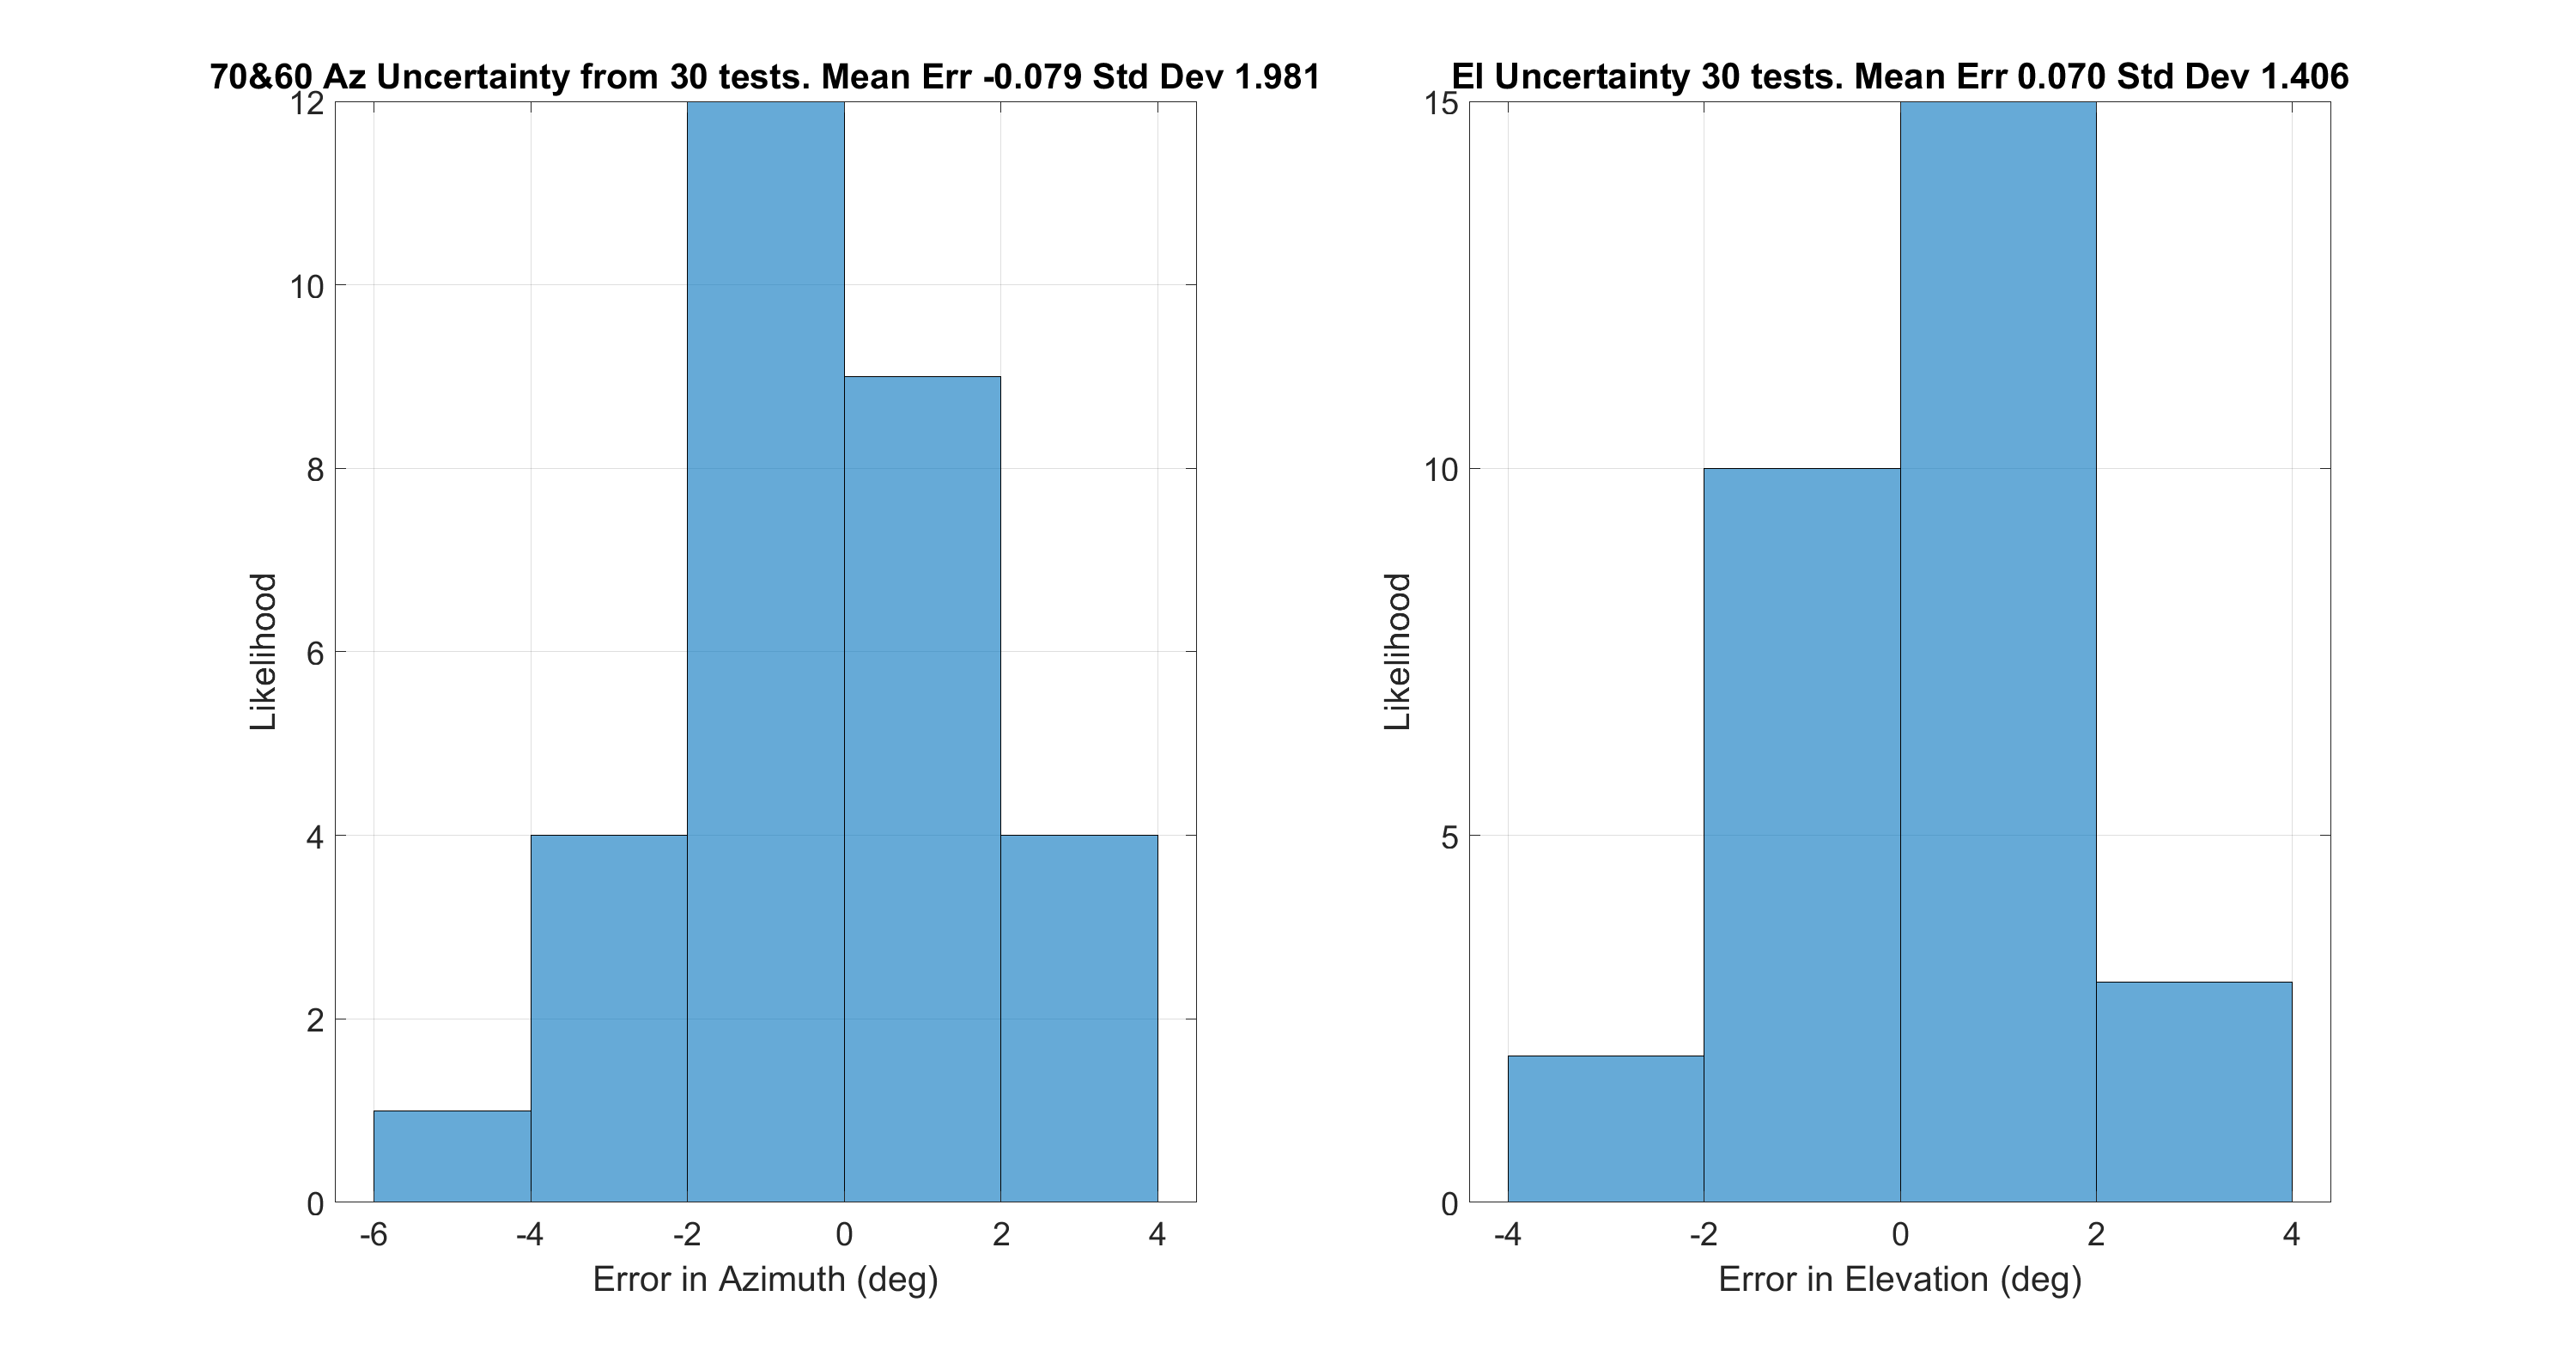 70&60 Az Uncertainty from 30 tests. Mean Err -0.079 Std Dev 1.981
12
10
8
6
4
2
0
Likelihood
-6 -4 -2 0 2 4
Error in Azimuth (deg)
El Uncertainty 30 tests. Mean Err 0.070 Std Dev 1.406
15
10
5
0
Likelihood
-4 -2 0 2 4
Error in Elevation (deg)